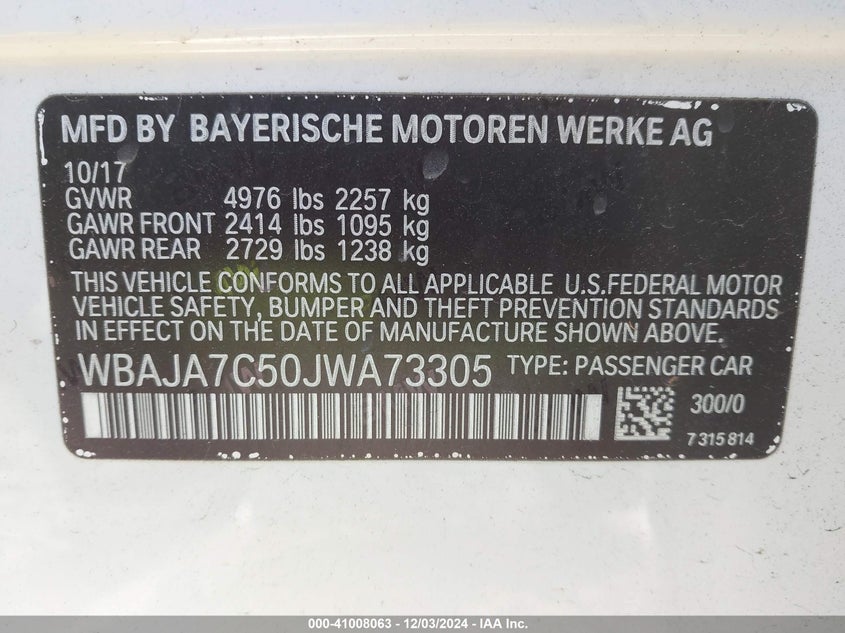 MFD BY BAYERISCHE MOTOREN WERKE AG
10/17
GVWR 4976 lbs 2257 kg
GAWR FRONT 2414 lbs 1095 kg
GAWR REAR 2729 lbs 1238 kg
THIS VEHICLE CONFORMS TO ALL APPLICABLE U.S.FEDERAL MOTOR
VEHICLE SAFETY, BUMPER AND THEFT PREVENTION STANDARDS
IN EFFECT ON THE DATE OF MANUFACTURE SHOWN ABOVE.
WBAJA7C50JWA73305 TYPE: PASSENGER CAR
300/0
7315814
000-41008063 - 12/03/2024 - IAA Inc.